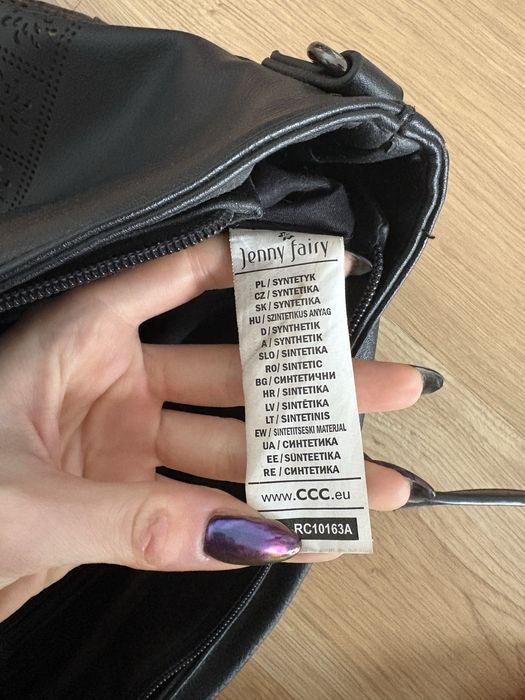 Jenny fairy
PL/ SYNTETYK
CZ/ SYNTETIKA
SK/ SYNTETIKA
HU/ SZINTETIKUS ANYAG
D/ SYNTHETIK
A/ SYNTHETIK
SLO/ SINTETIKA
RO/ SINTETIC
BG/ СИНТЕТИЧНИ
HR/ SINTETIKA
LV/ SINTĒTIKA
LT/ SINTETINIS
EW/ SINTETITSESKI MATERJAL
UA/ СИНТЕТИКА
EE/ SÜNTEETIKA
RE/ СИНТЕТИКА
www.CCC.eu
RC10163A